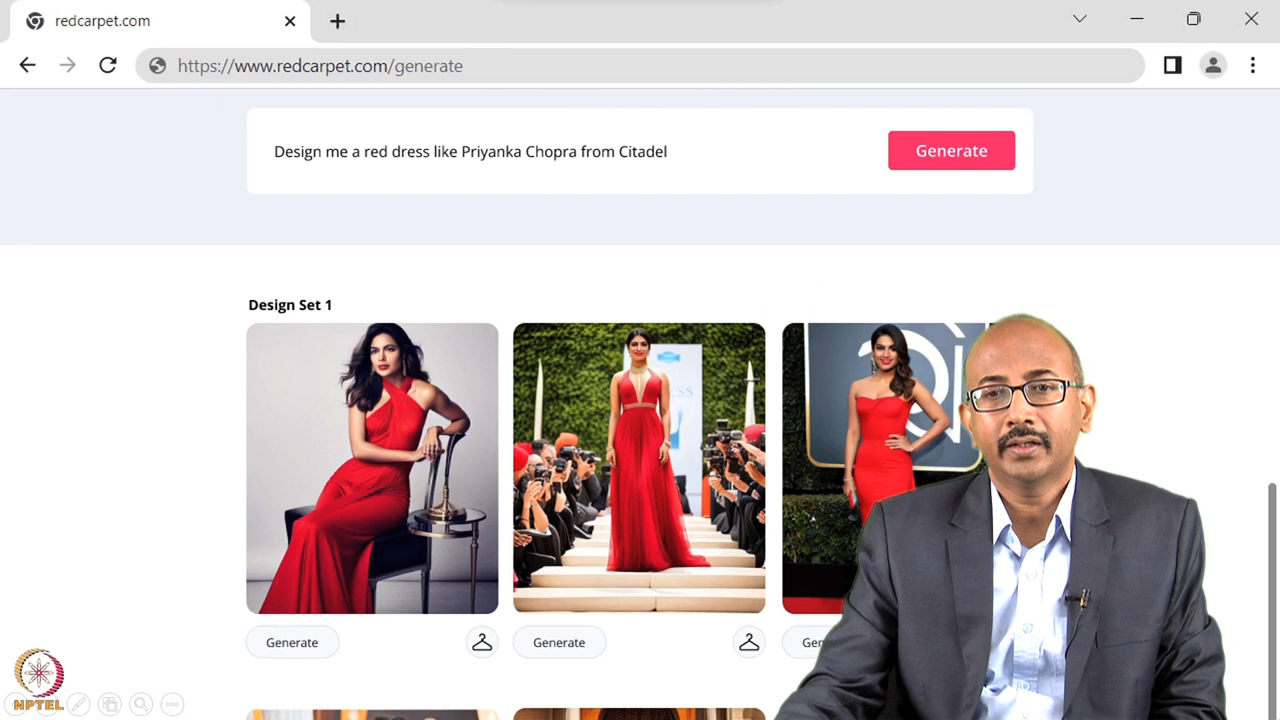 redcarpet.com
https://www.redcarpet.com/generate
Design me a red dress like Priyanka Chopra from Citadel
Generate
Design Set 1
Generate
Generate
Gen
NPTEL